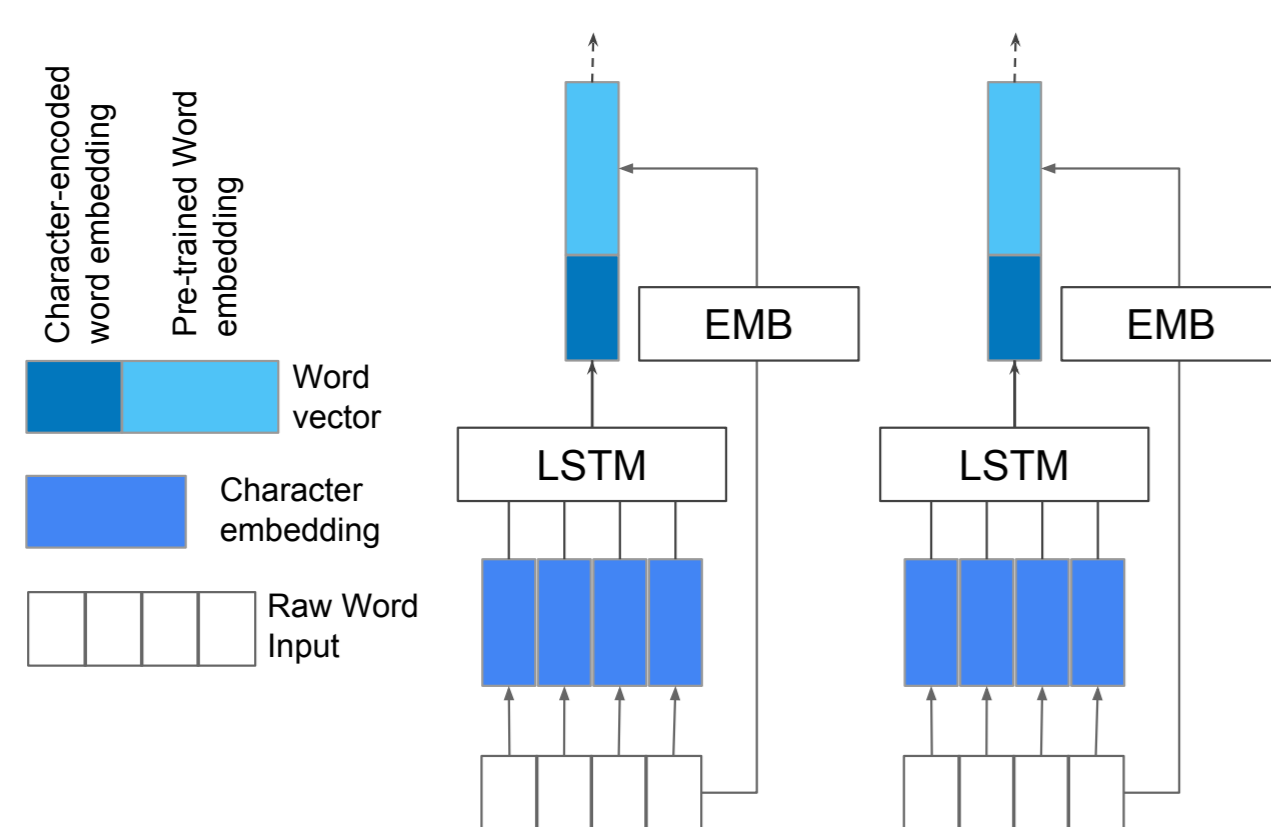 Character-encoded
word embedding
Pre-trained Word
embedding
Word
vector
Character
embedding
Raw Word
Input
EMB
LSTM
EMB
LSTM